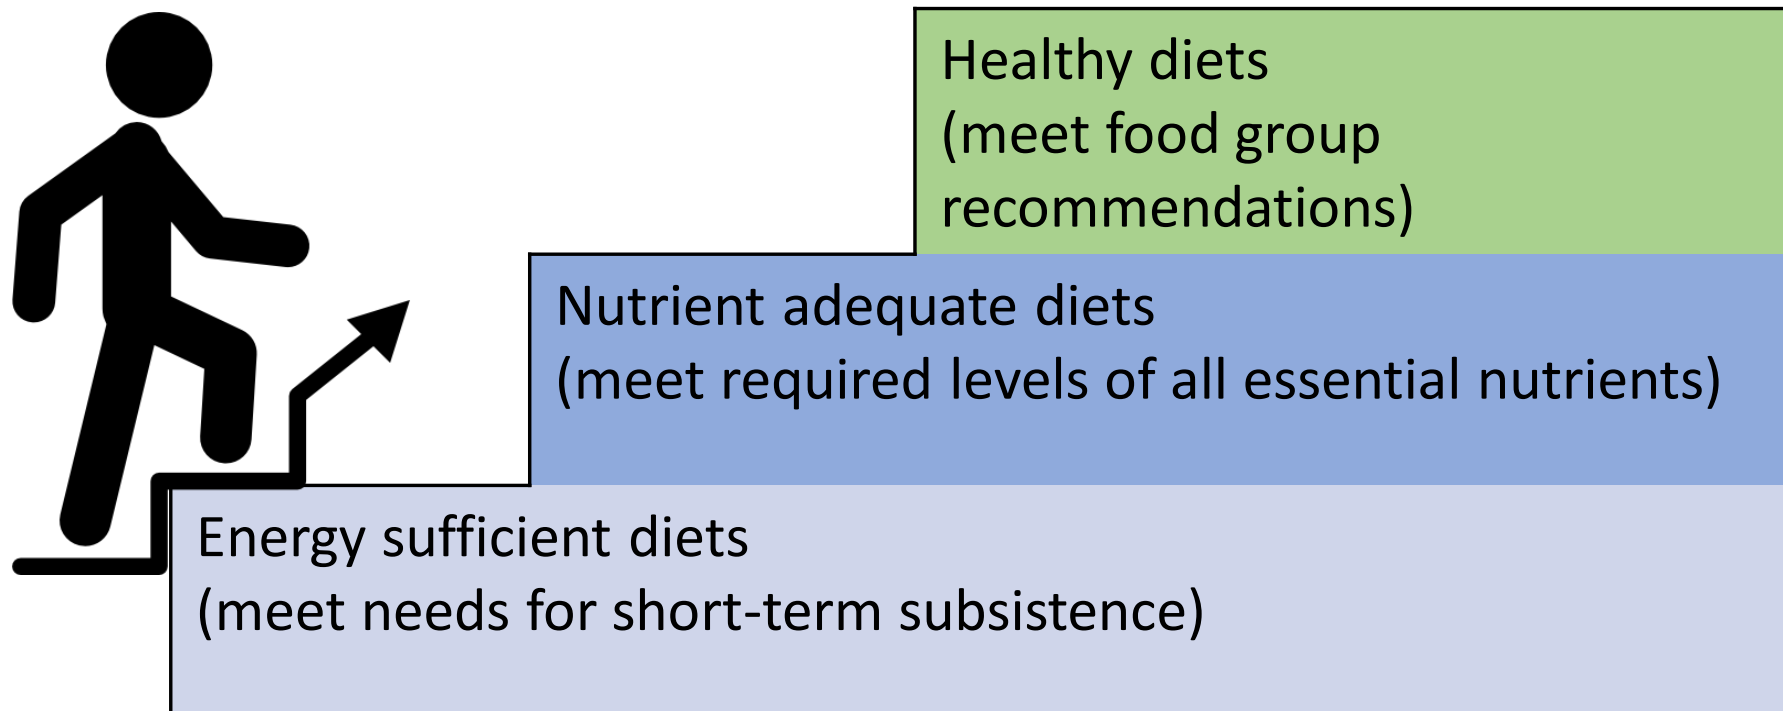 Healthy diets
(meet food group
recommendations)
Nutrient adequate diets
(meet required levels of all essential nutrients)
Energy sufficient diets
(meet needs for short-term subsistence)